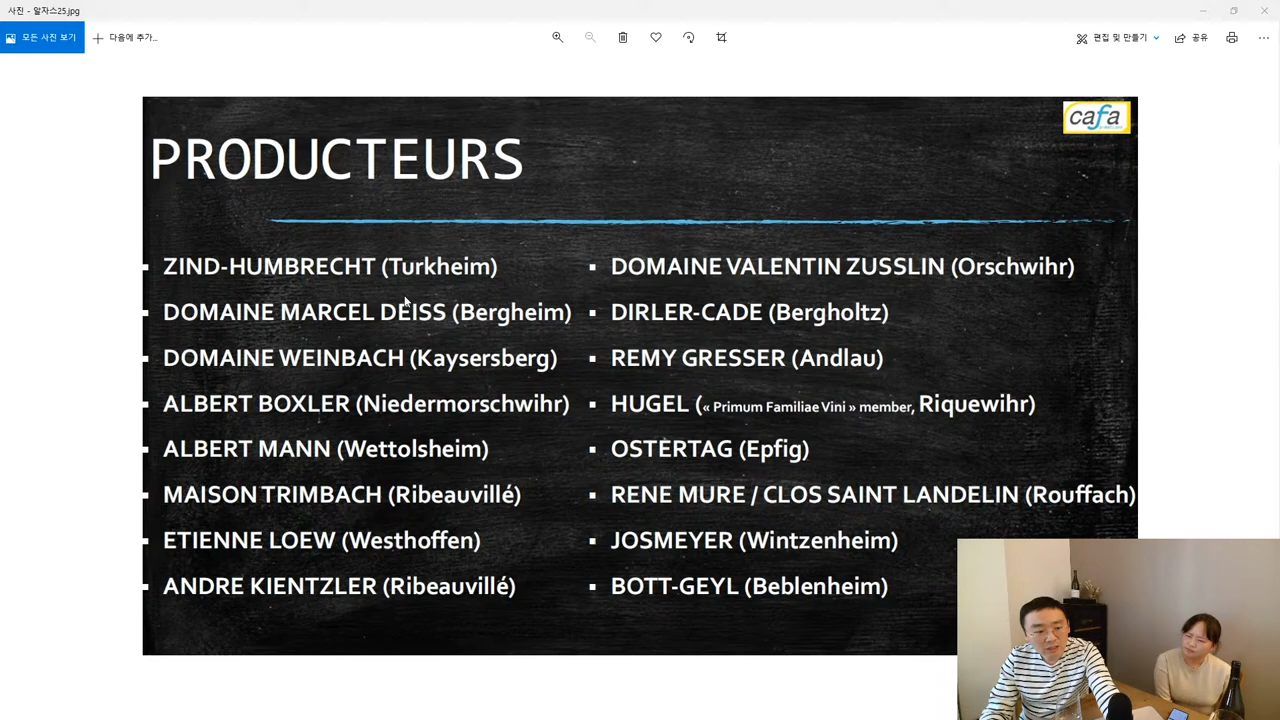 사진 - 알자스25.jpg
모든 사진 보기
다음에 추가...
편집 및 만들기
공유
cafa
PRODUCTEURS
ZIND-HUMBRECHT (Turkheim)
DOMAINE MARCEL DEISS (Bergheim)
DOMAINE WEINBACH (Kaysersberg)
ALBERT BOXLER (Niedermorschwihr)
ALBERT MANN (Wettolsheim)
MAISON TRIMBACH (Ribeauvillé)
ETIENNE LOEW (Westhoffen)
ANDRE KIENTZLER (Ribeauvillé)
DOMAINE VALENTIN ZUSSLIN (Orschwihr)
DIRLER-CADE (Bergholtz)
REMY GRESSER (Andlau)
HUGEL (« Primum Familiae Vini » member, Riquewihr)
OSTERTAG (Epfig)
RENE MURE / CLOS SAINT LANDELIN (Rouffach)
JOSMEYER (Wintzenheim)
BOTT-GEYL (Beblenheim)